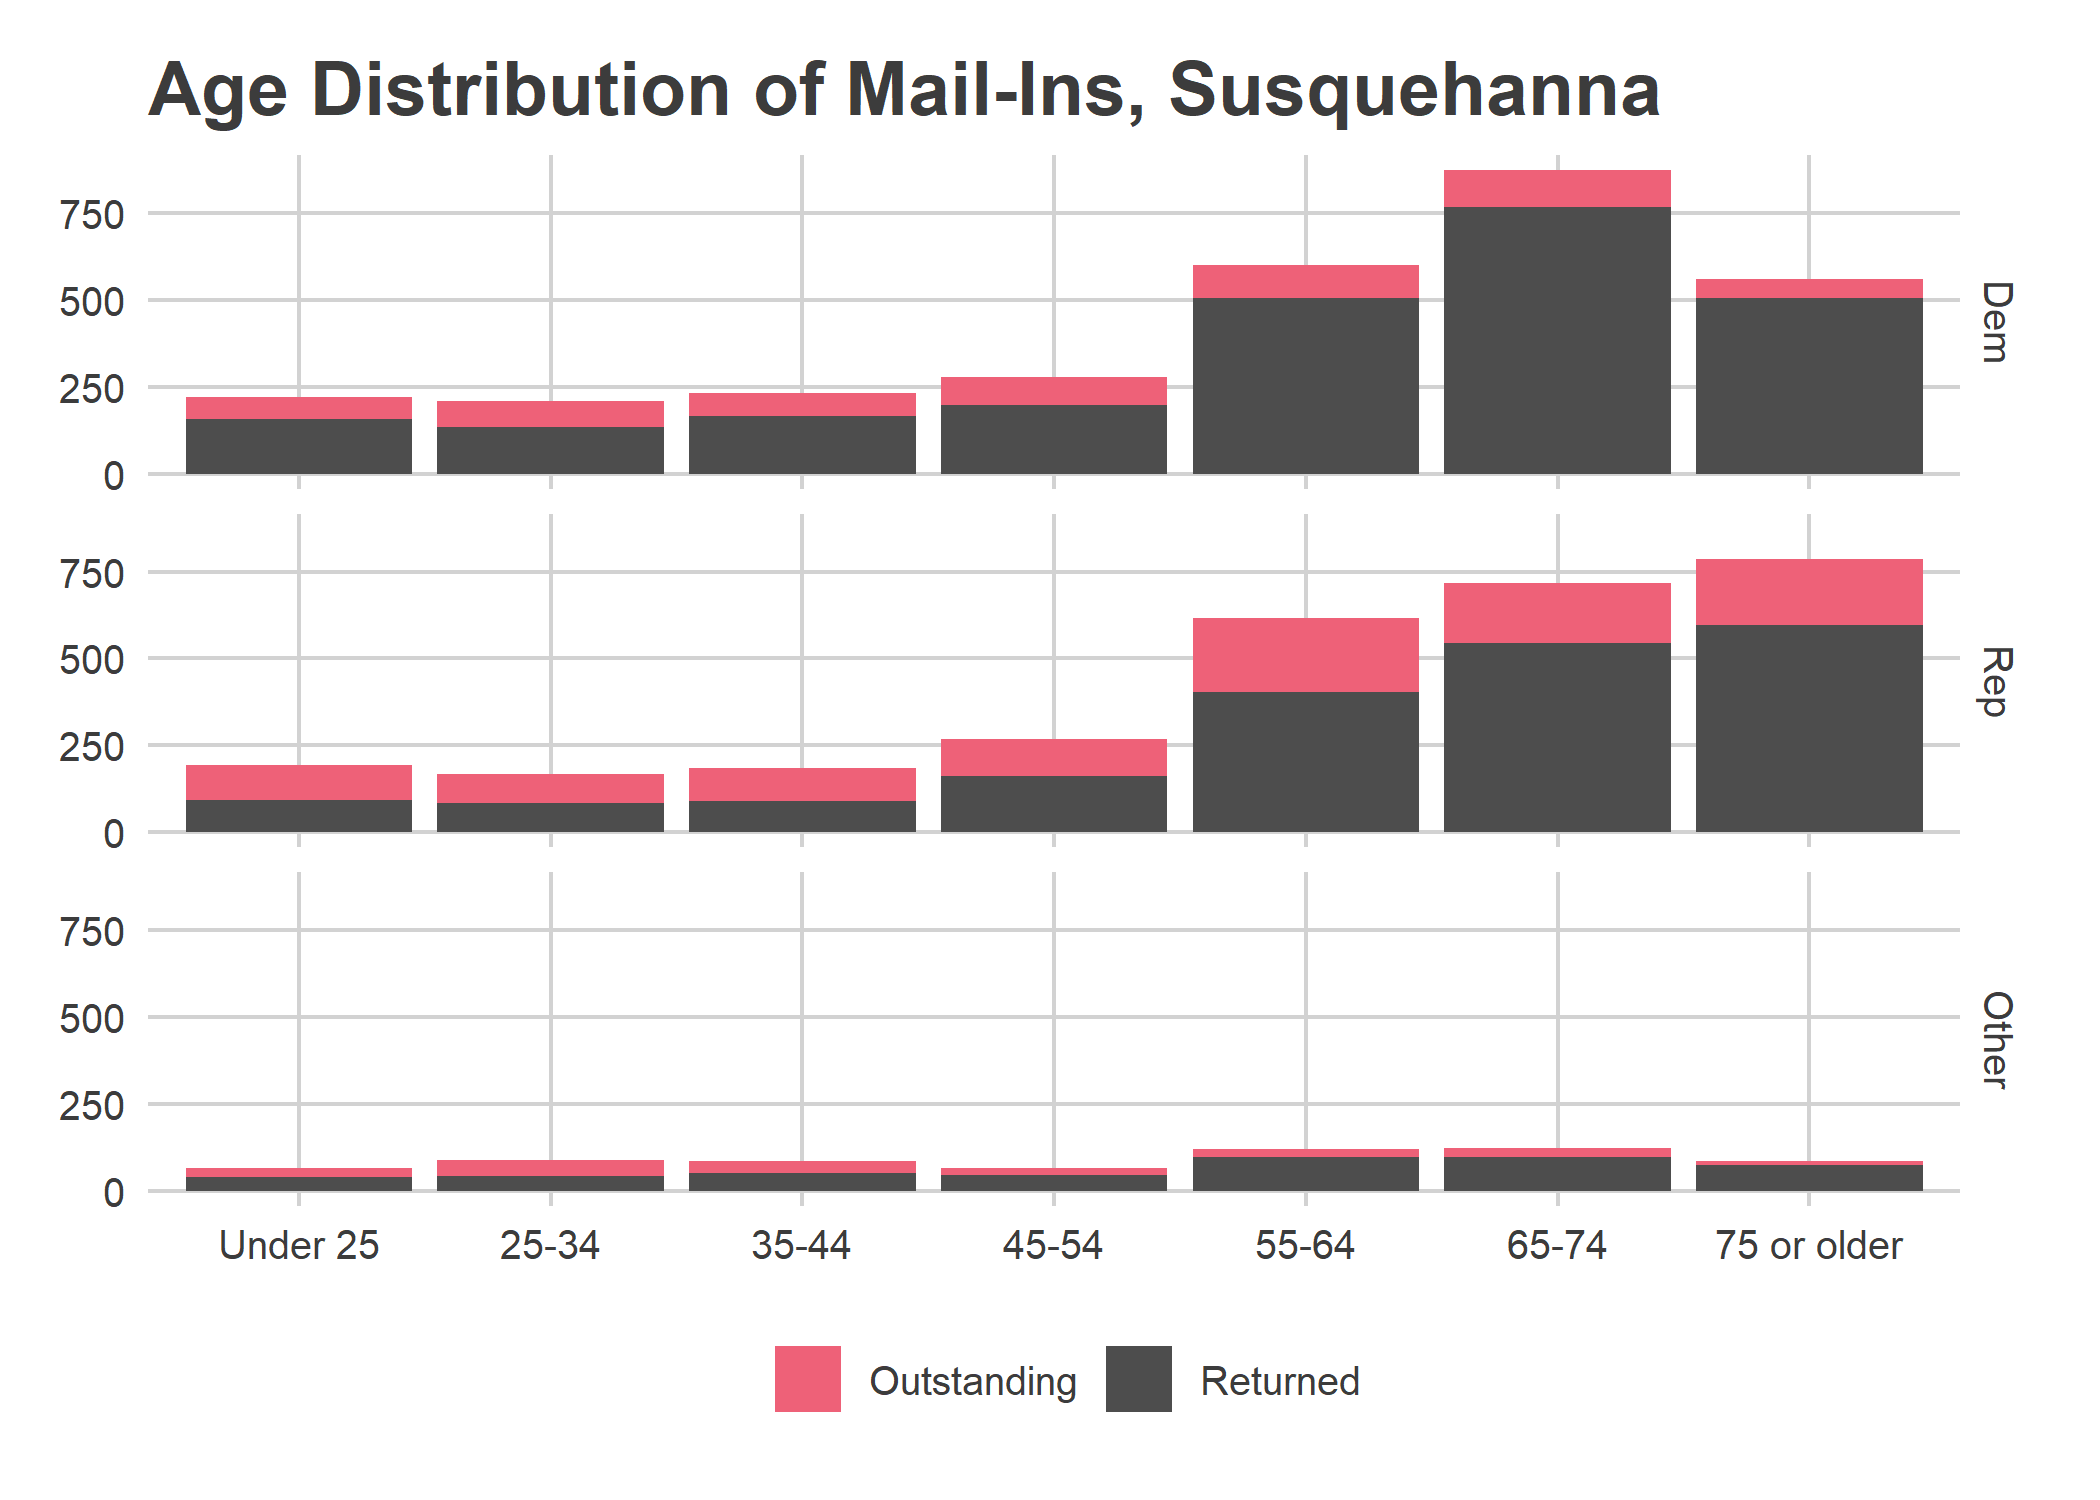 Age Distribution of Mail-Ins, Susquehanna
750
500
250
0
Dem
750
500
250
0
Rep
750
500
250
0
Other
Under 25 25-34 35-44 45-54 55-64 65-74 75 or older
Outstanding Returned